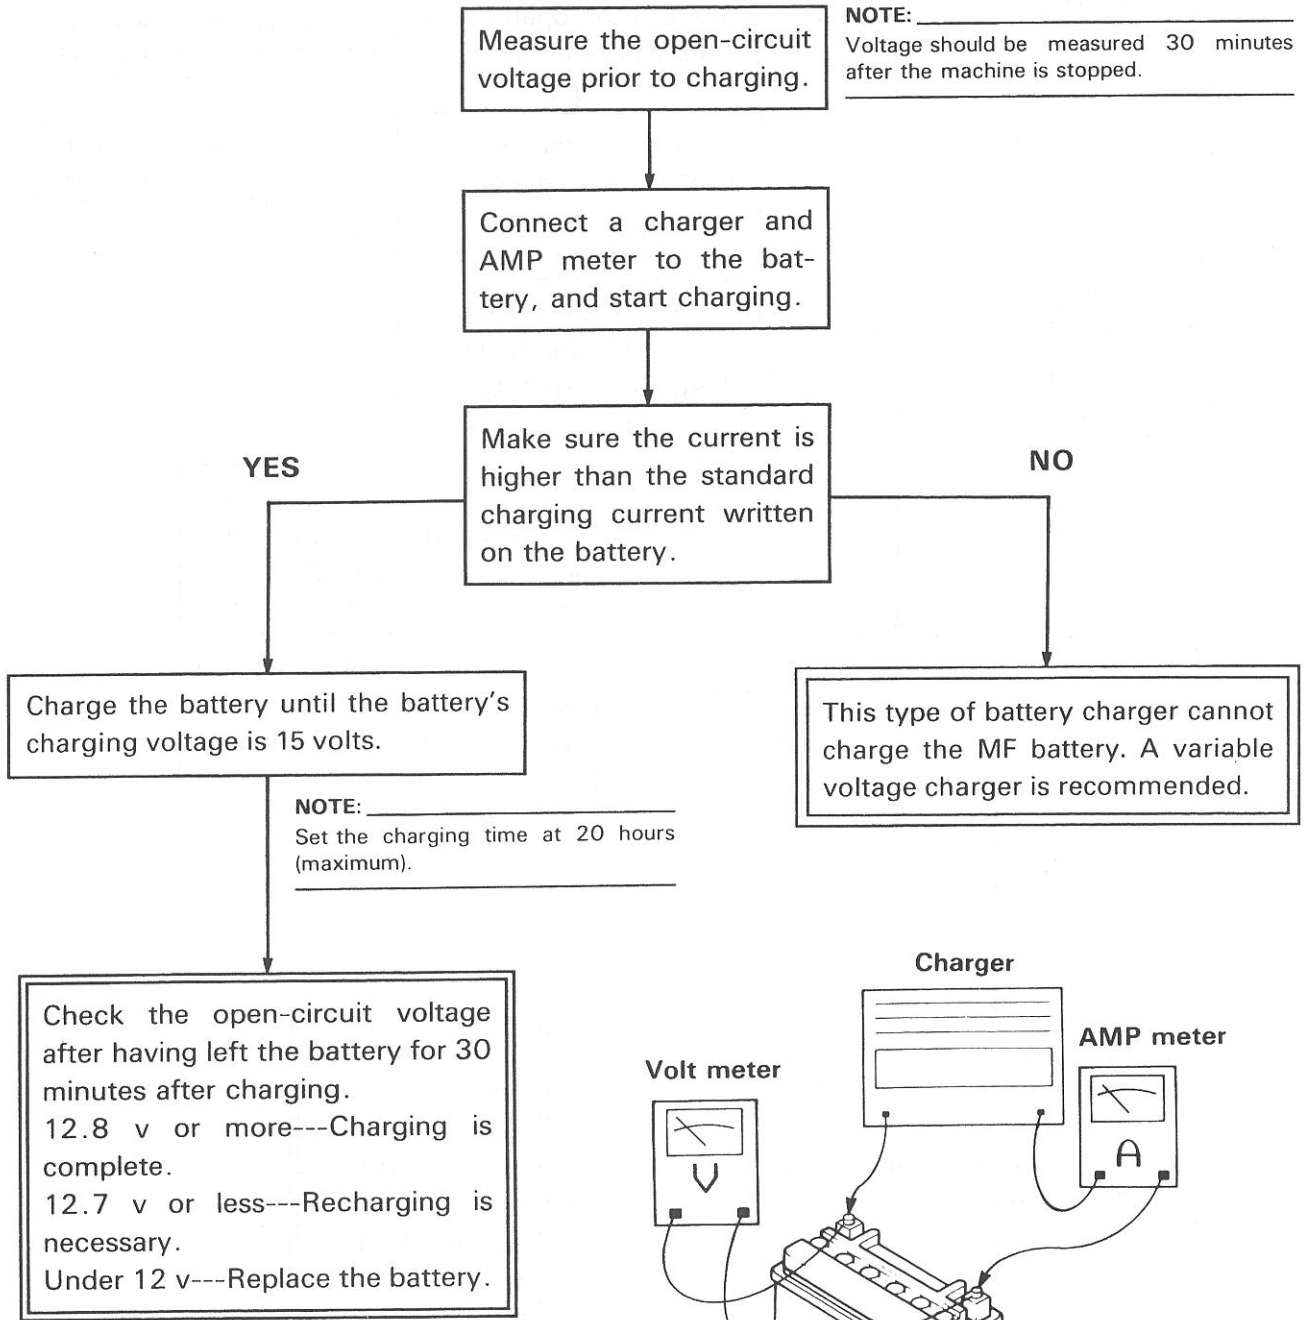 Measure the open-circuit
voltage prior to charging.
NOTE:
Voltage should be measured 30 minutes
after the machine is stopped.
Connect a charger and
AMP meter to the bat-
tery, and start charging.
Make sure the current is
higher than the standard
charging current written
on the battery.
YES
NO
Charge the battery until the battery's
charging voltage is 15 volts.
This type of battery charger cannot
charge the MF battery. A variable
voltage charger is recommended.
NOTE:
Set the charging time at 20 hours
(maximum).
Check the open-circuit voltage
after having left the battery for 30
minutes after charging.
12.8 v or more---Charging is
complete.
12.7 v or less---Recharging is
necessary.
Under 12 v---Replace the battery.
Charger
AMP meter
Volt meter
A
V